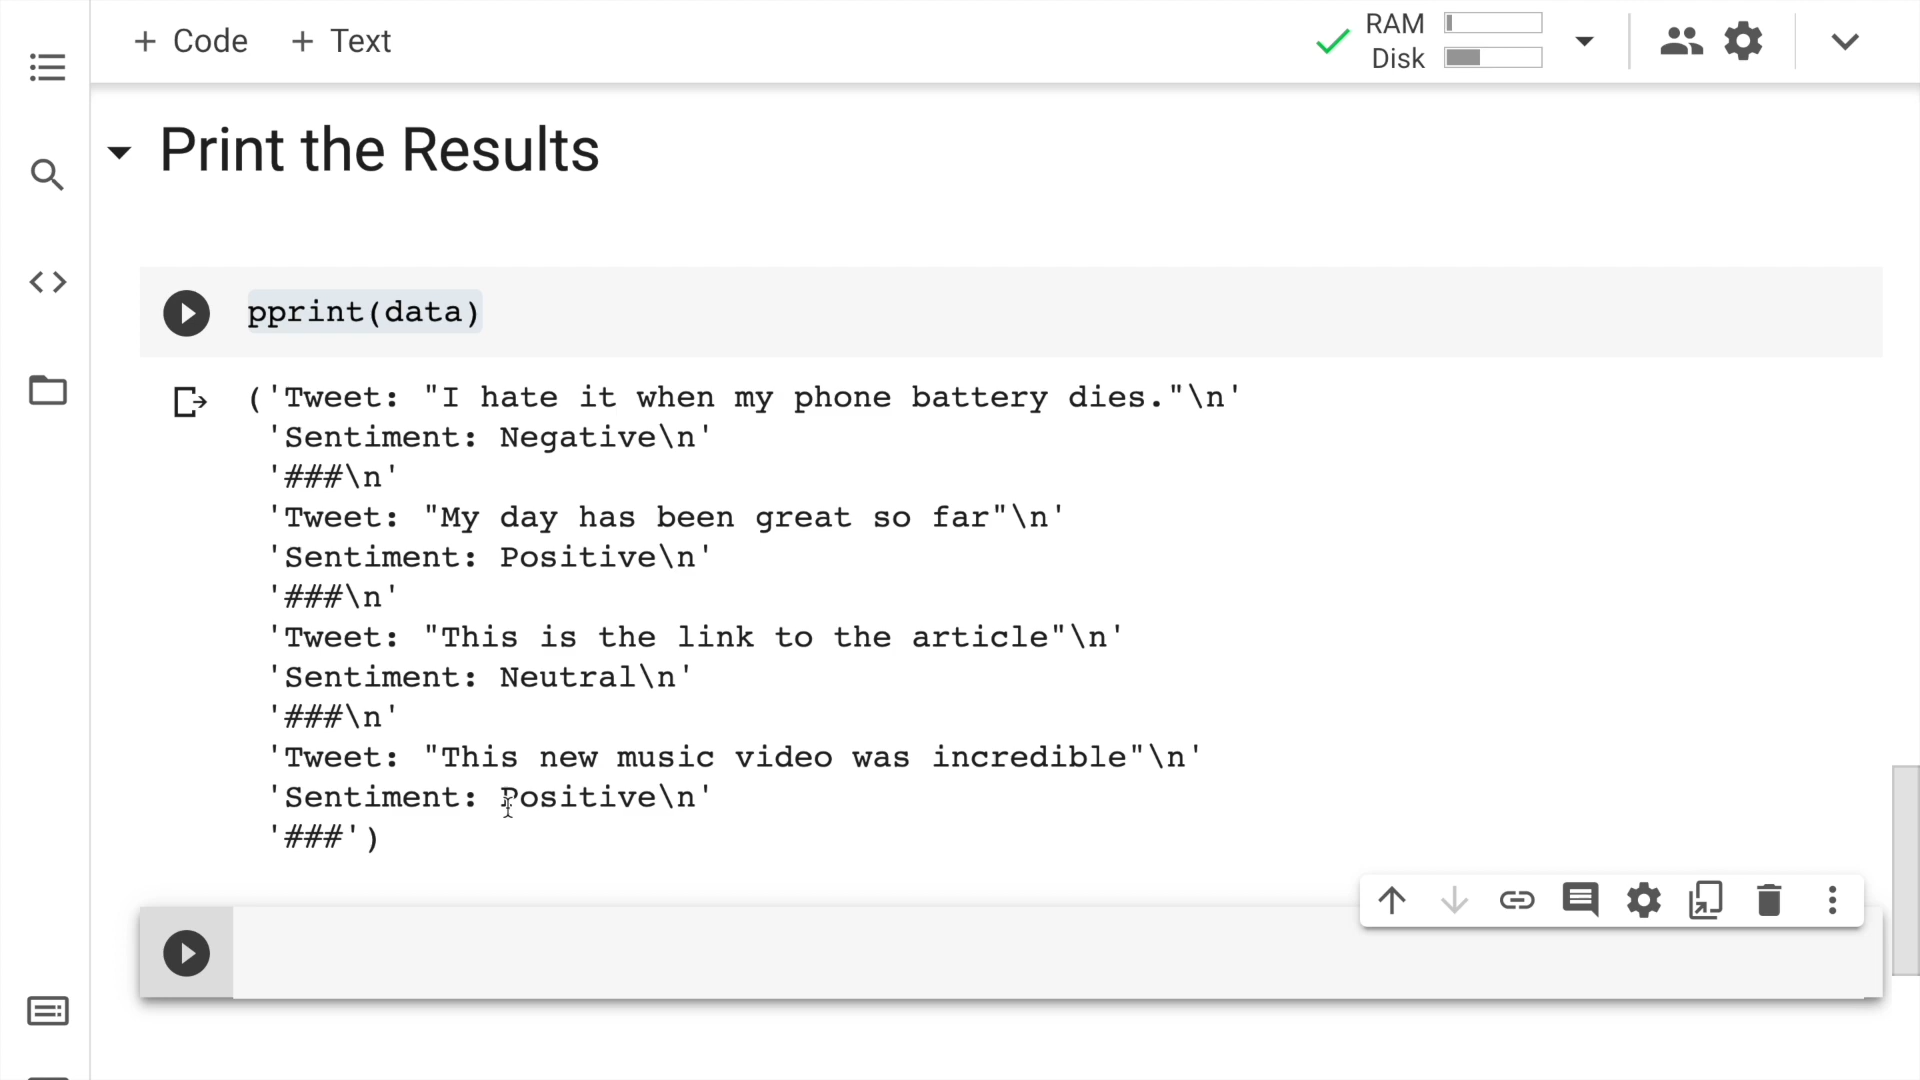 + Code + Text
RAM
Disk
Print the Results
pprint(data)
('Tweet: "I hate it when my phone battery dies."\n'
'Sentiment: Negative\n'
'###\n'
'Tweet: "My day has been great so far"\n'
'Sentiment: Positive\n'
'###\n'
'Tweet: "This is the link to the article"\n'
'Sentiment: Neutral\n'
'###\n'
'Tweet: "This new music video was incredible"\n'
'Sentiment: Positive\n'
'###')